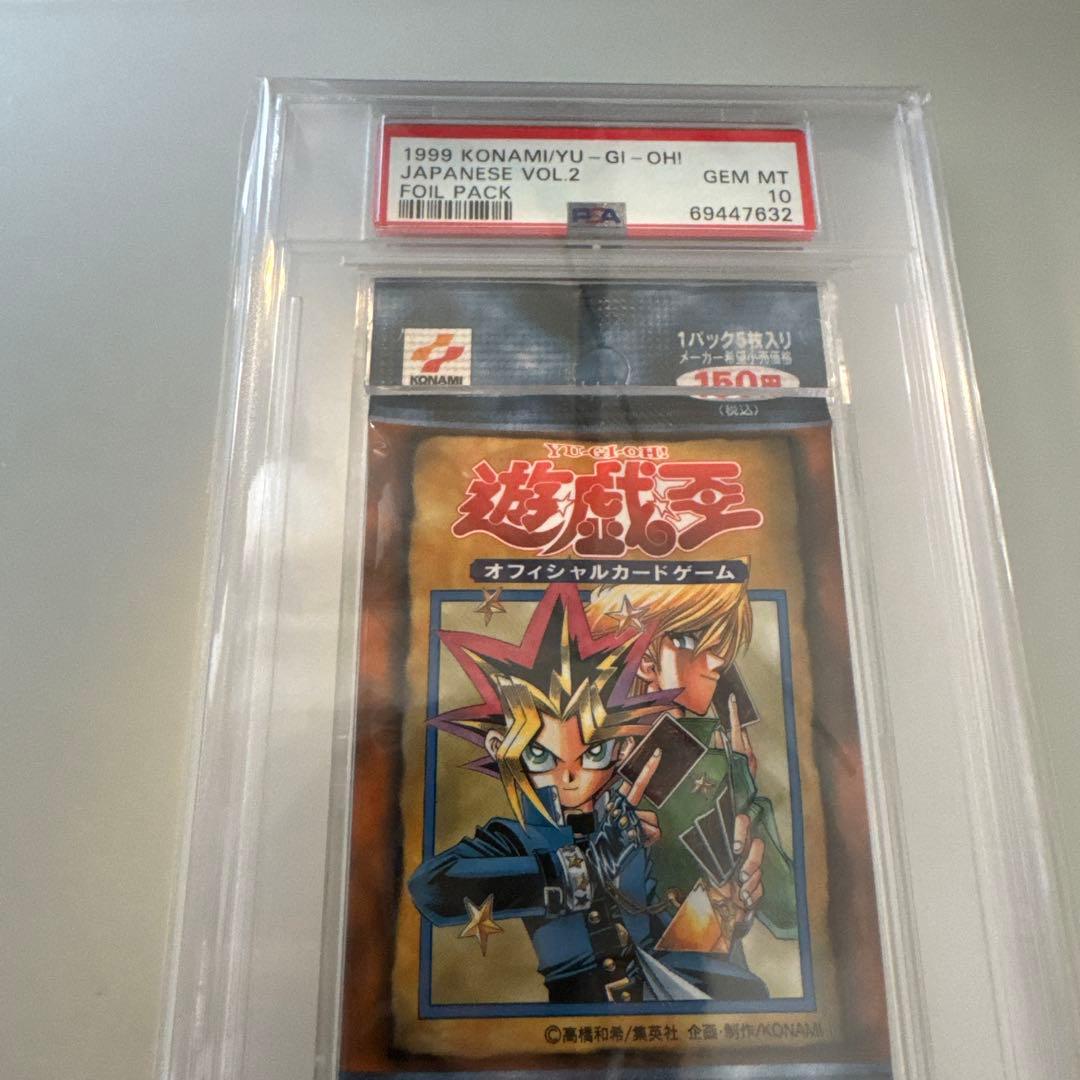 1999 KONAMI/YU-GI-OH!
JAPANESE VOL.2
FOIL PACK
GEM MT
10
69447632
PSA
KONAMI
1パック5枚入り
メーカー希望小売価格
150円
(税込)
YU-GI-OH!
遊☆戯☆王
オフィシャルカードゲーム
©高橋和希/集英社 企画・制作/KONAMI